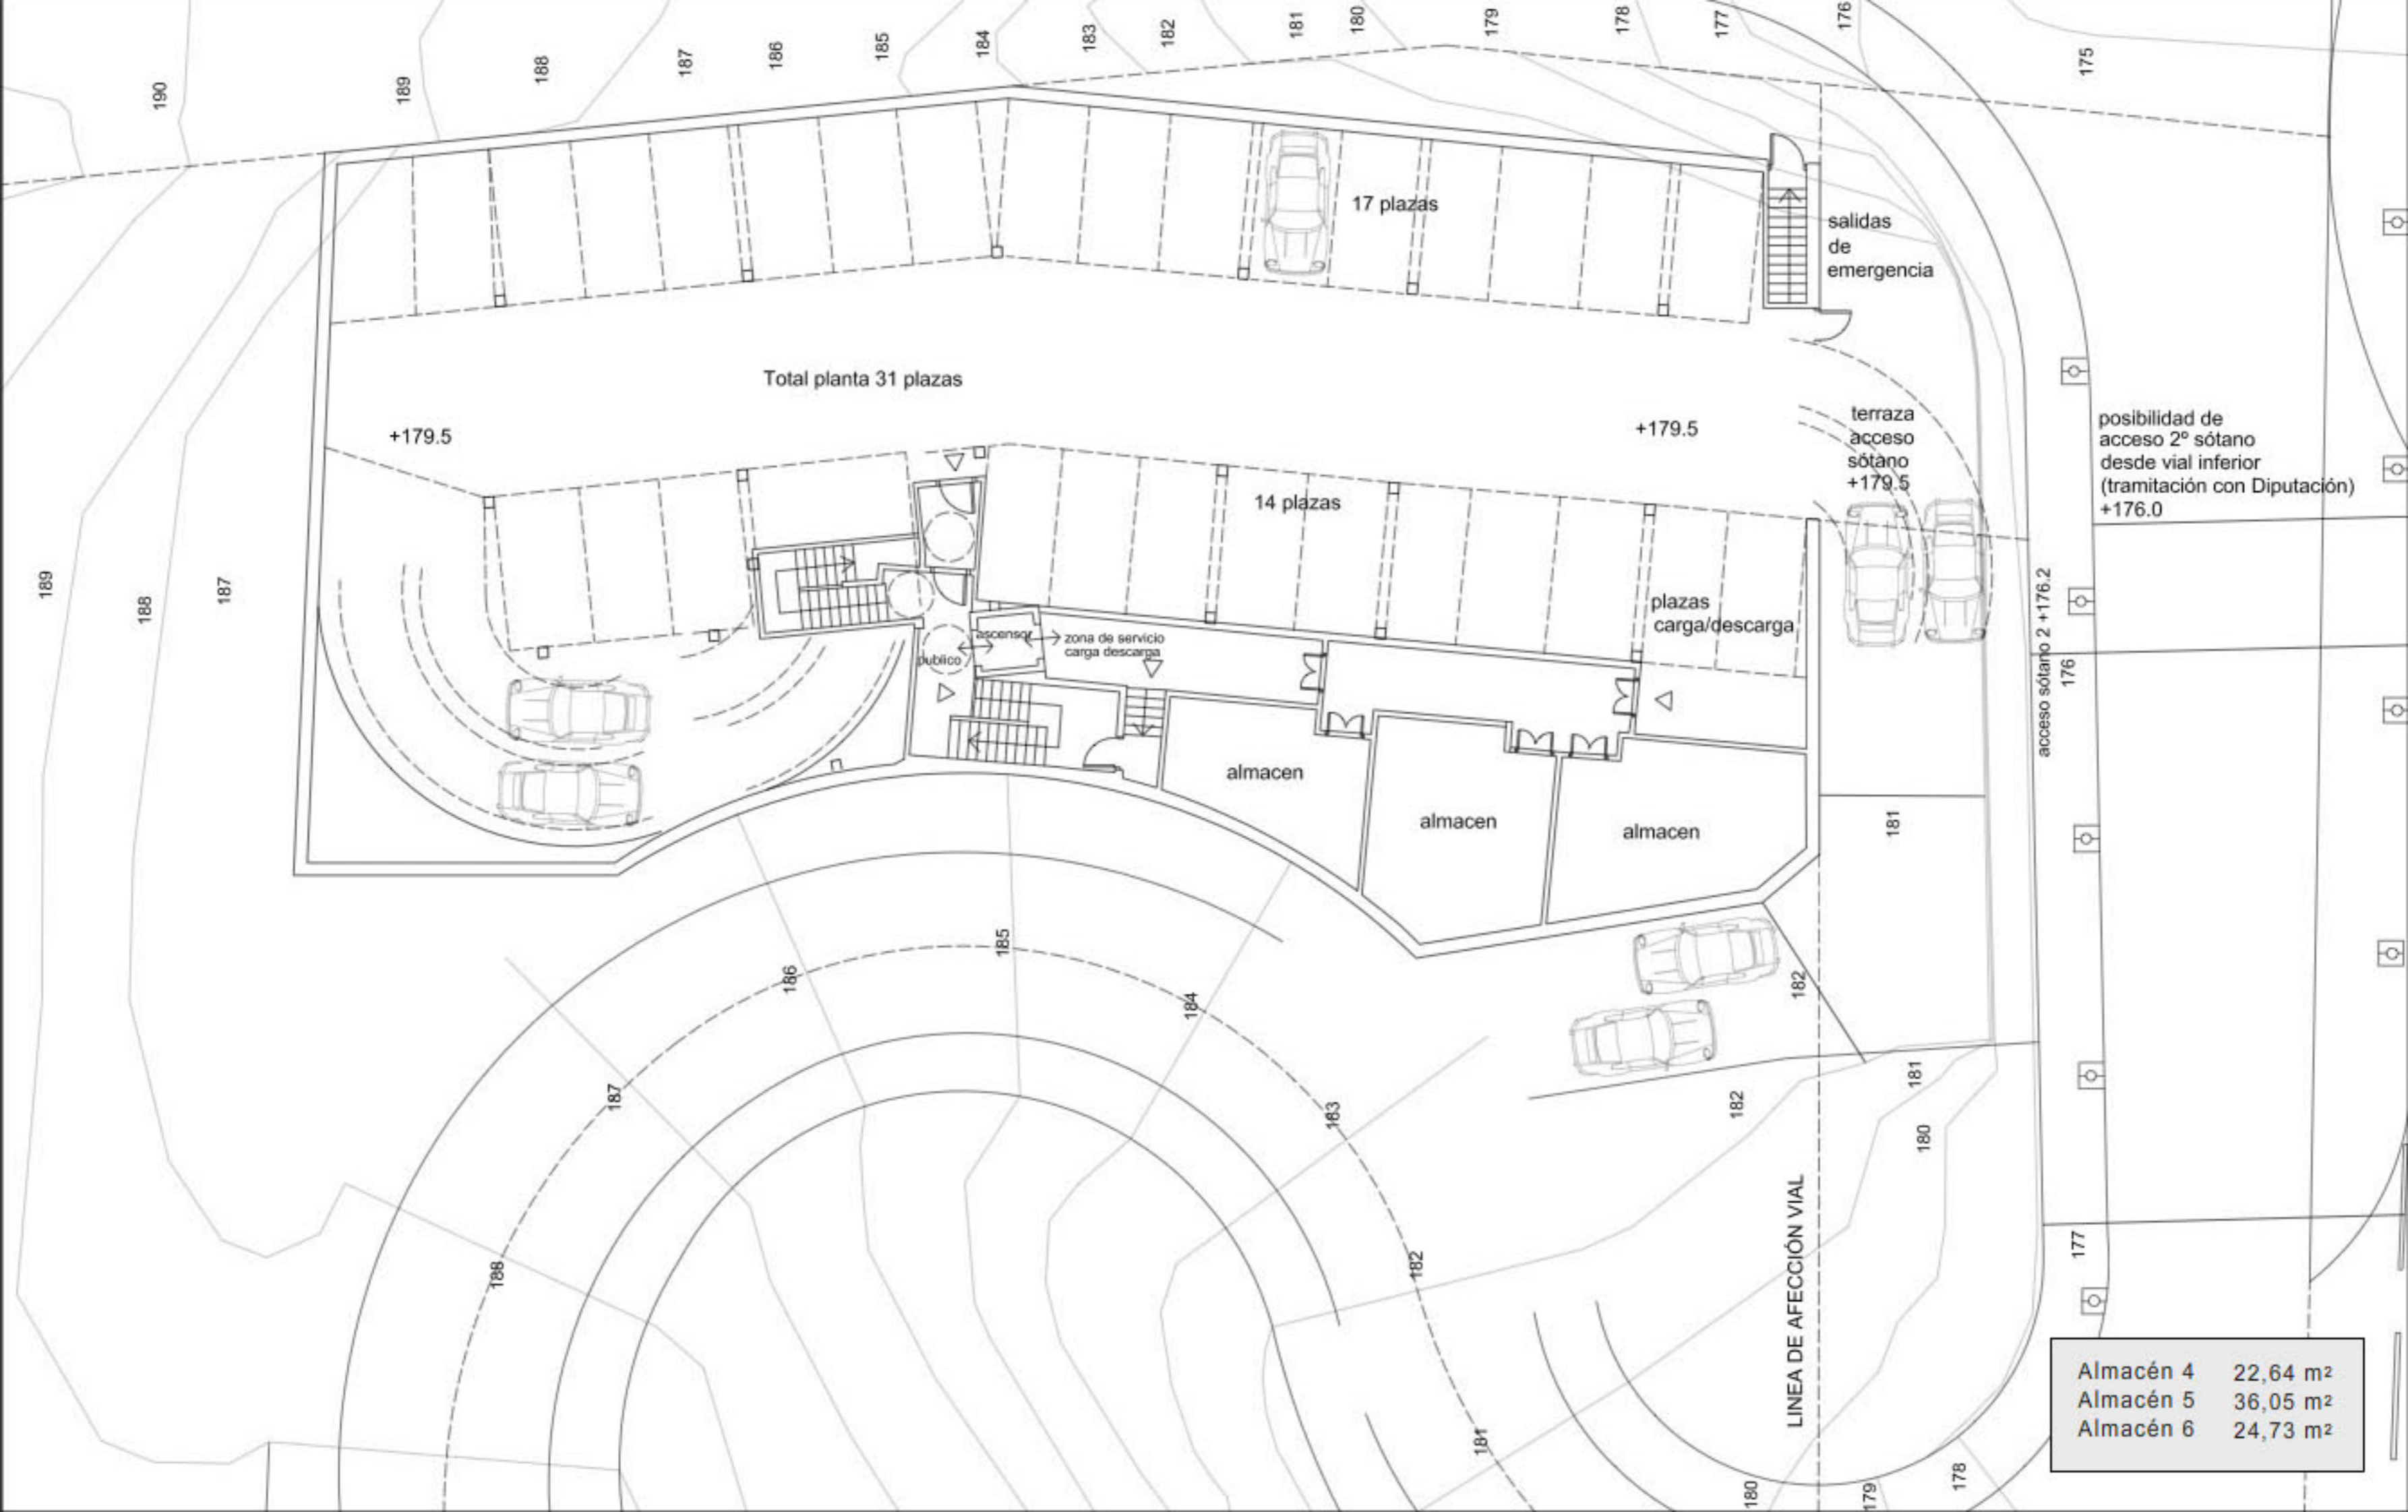 190
189
188
187
186
185
184
183
182
181
180
179
178
177
176
175
17 plazas
salidas
de
emergencia
Total planta 31 plazas
+179.5
+179.5
terraza
acceso
sótano
+179.5
posibilidad de
acceso 2º sótano
desde vial inferior
(tramitación con Diputación)
+176.0
14 plazas
plazas
carga/descarga
189
188
187
ascensor
publico
zona de servicio
carga descarga
acceso sótano 2 +176.2
176
almacen
almacen
almacen
181
185
186
184
182
187
183
182
181
180
188
182
177
LINEA DE AFECCIÓN VIAL
181
180
179
178
Almacén 4 22,64 m²
Almacén 5 36,05 m²
Almacén 6 24,73 m²